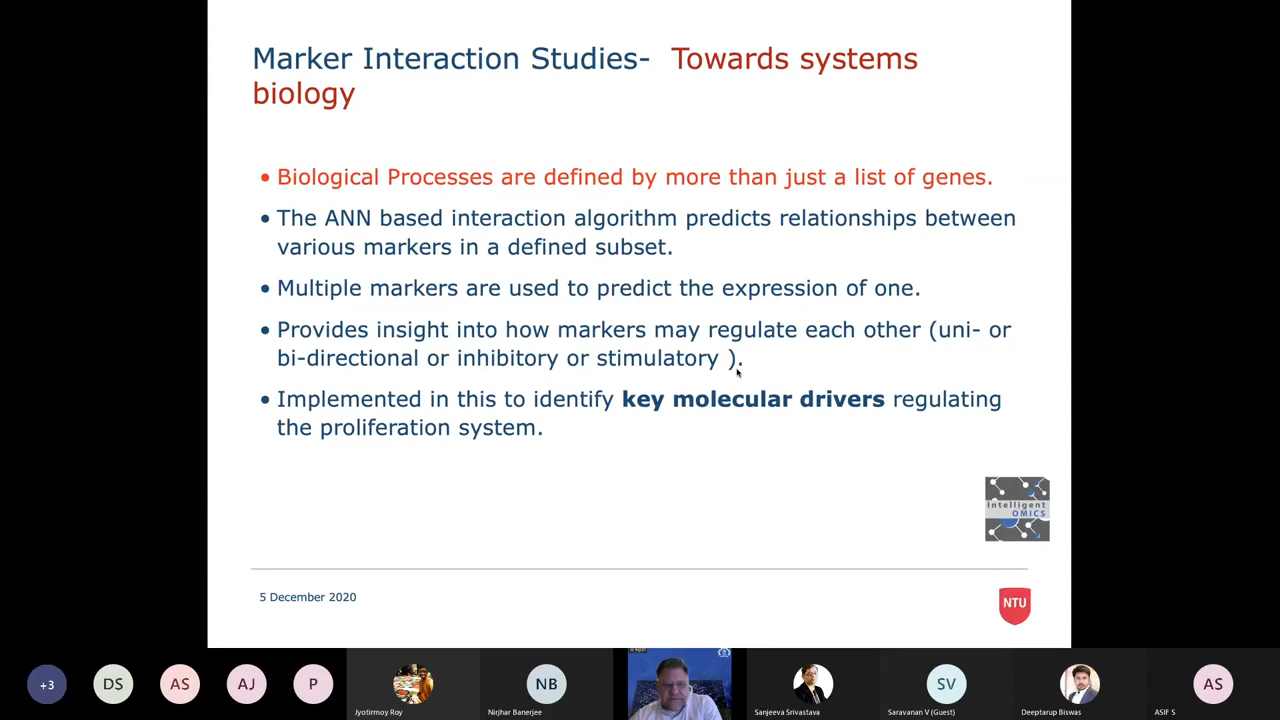 Marker Interaction Studies- Towards systems
biology
• Biological Processes are defined by more than just a list of genes.
• The ANN based interaction algorithm predicts relationships between
various markers in a defined subset.
• Multiple markers are used to predict the expression of one.
• Provides insight into how markers may regulate each other (uni- or
bi-directional or inhibitory or stimulatory ).
• Implemented in this to identify key molecular drivers regulating
the proliferation system.
Intelligent
OMICS
5 December 2020
NTU
+3
DS
AS
AJ
P
Jyotirmoy Roy
NB
Nirjhar Banerjee
Sanjeeva Srivastava
SV
Saravanan V (Guest)
Deeptarup Biswas
AS
ASIF S